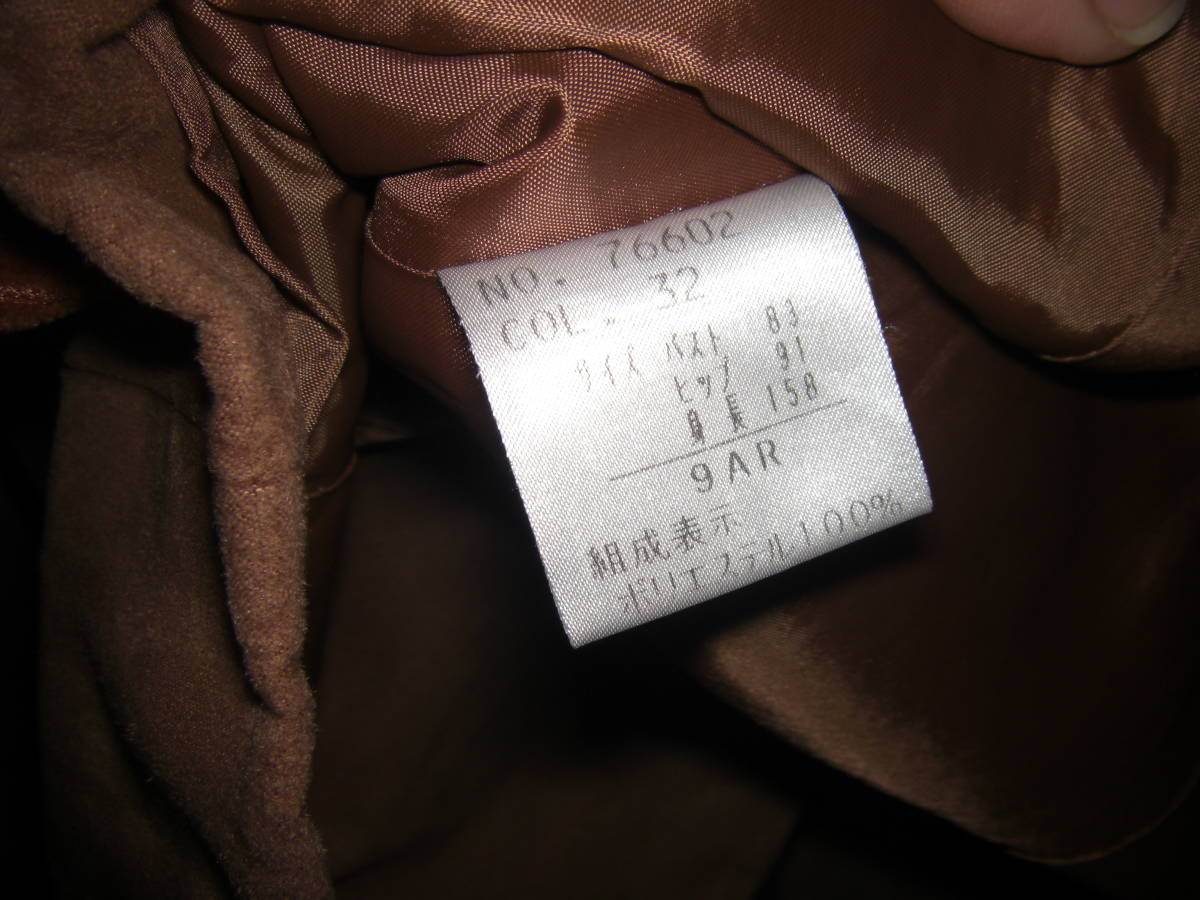 NO. 76602
COL. 32
サイズ バスト 83
ヒップ 91
身長 158
9AR
組成表示
ポリエステル100%